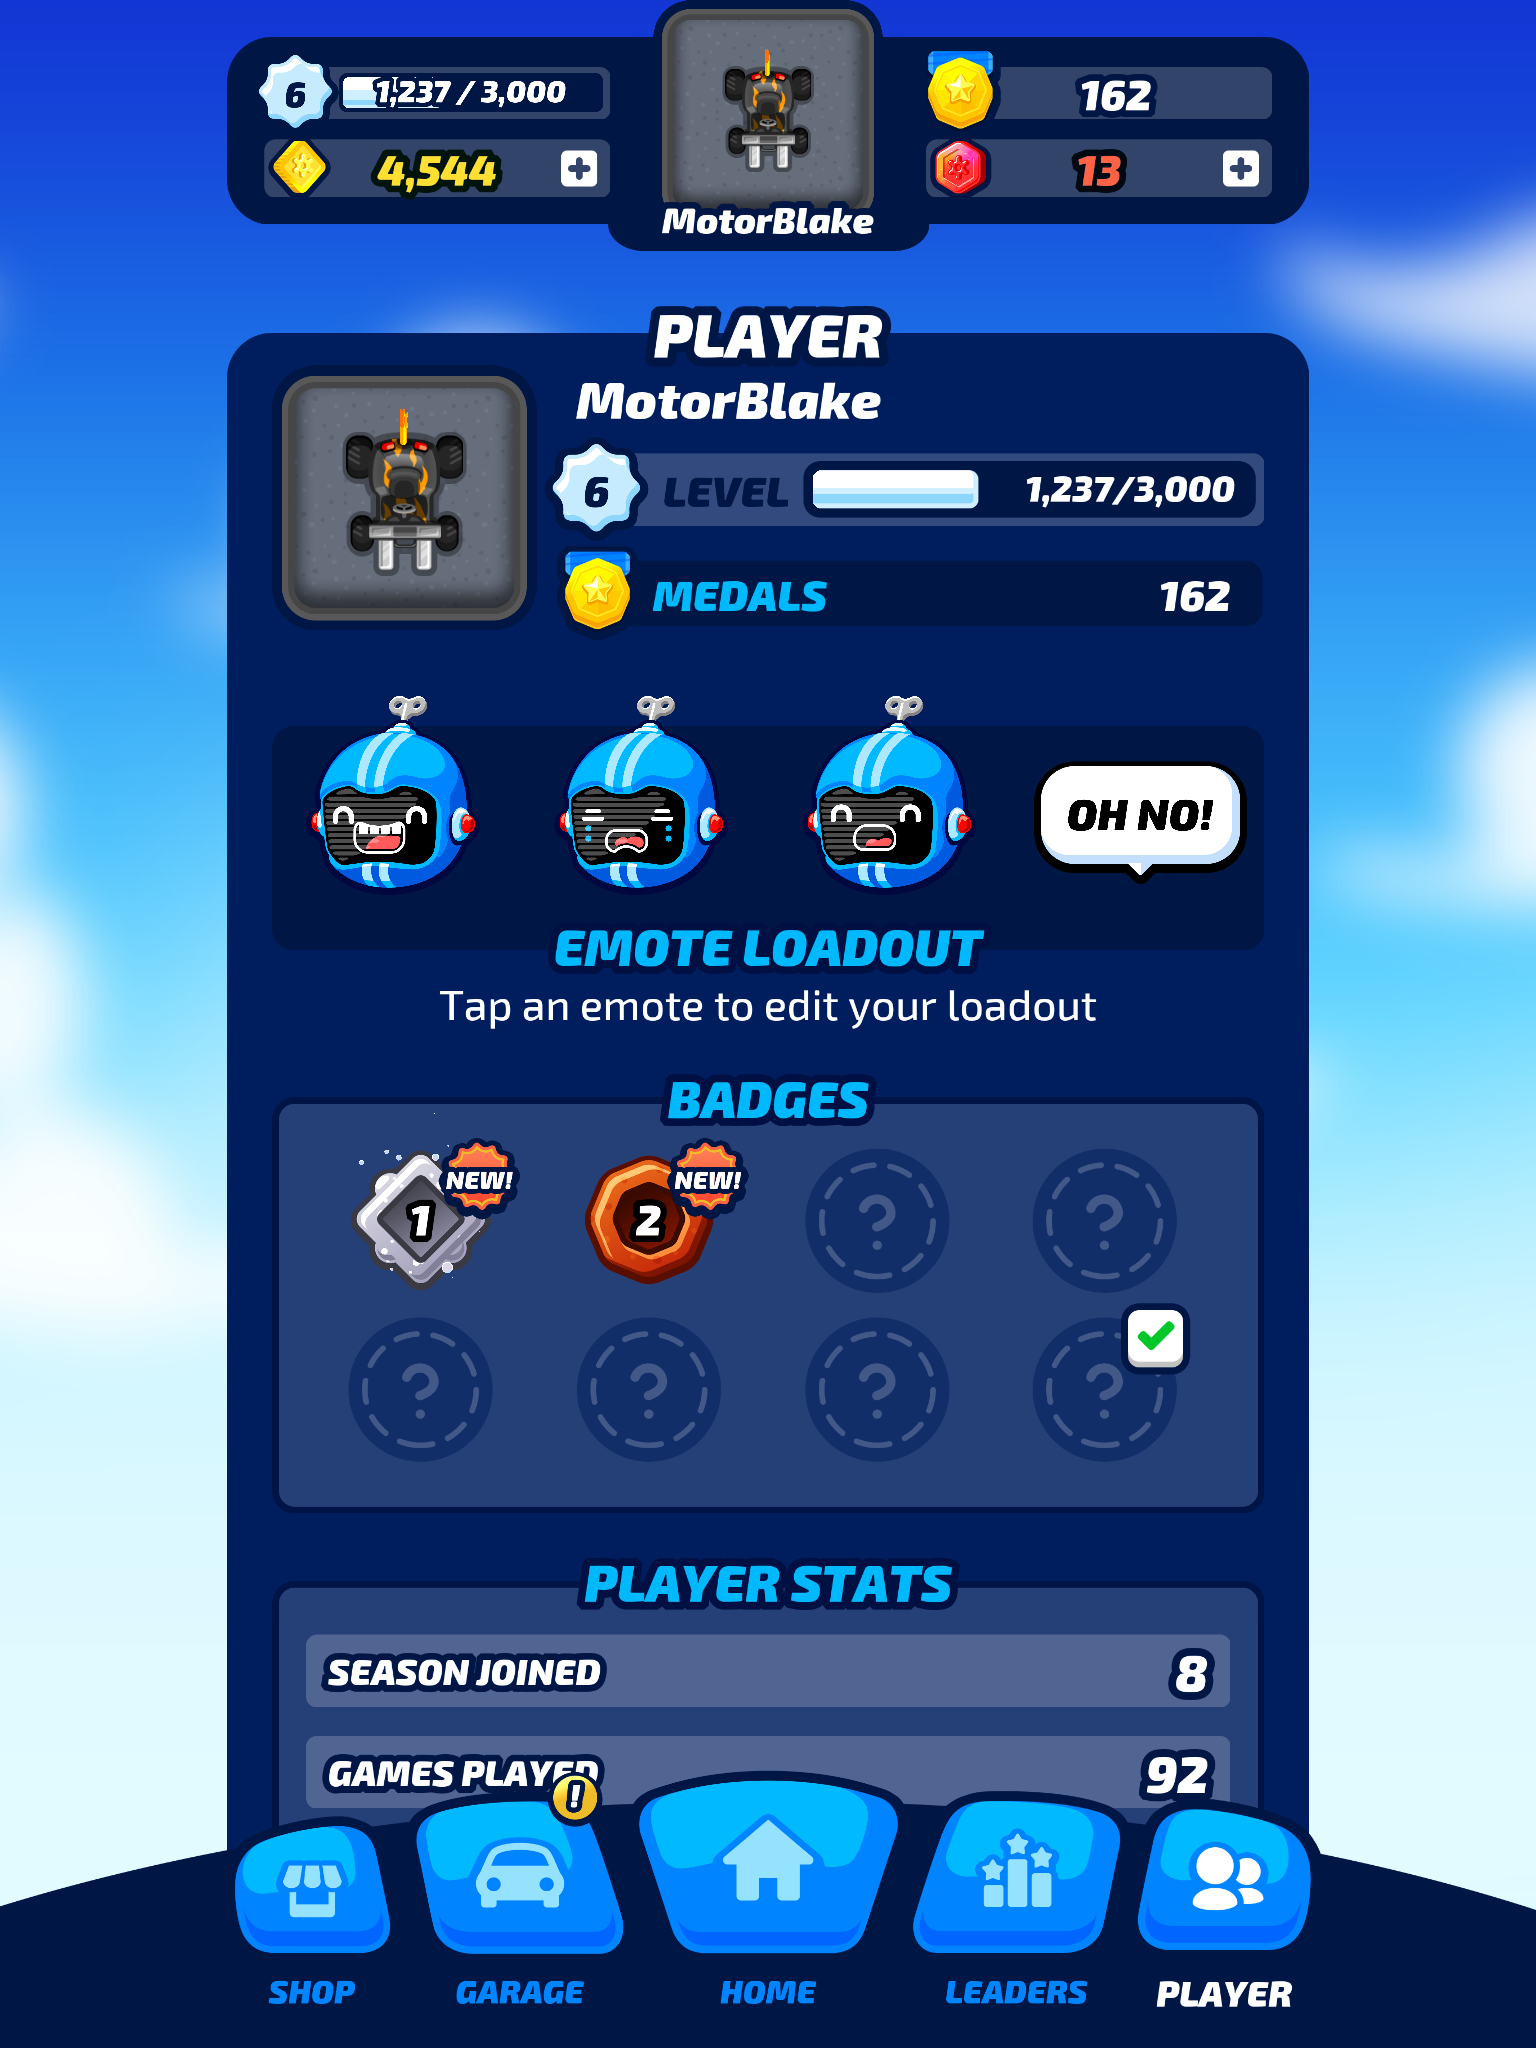 6
1,237 / 3,000
162
4,544
13
MotorBlake
PLAYER
MotorBlake
6
LEVEL
1,237/3,000
MEDALS
162
OH NO!
EMOTE LOADOUT
Tap an emote to edit your loadout
BADGES
1
NEW!
2
NEW!
?
?
?
?
?
?
PLAYER STATS
SEASON JOINED
8
GAMES PLAYED
92
!
SHOP
GARAGE
HOME
LEADERS
PLAYER